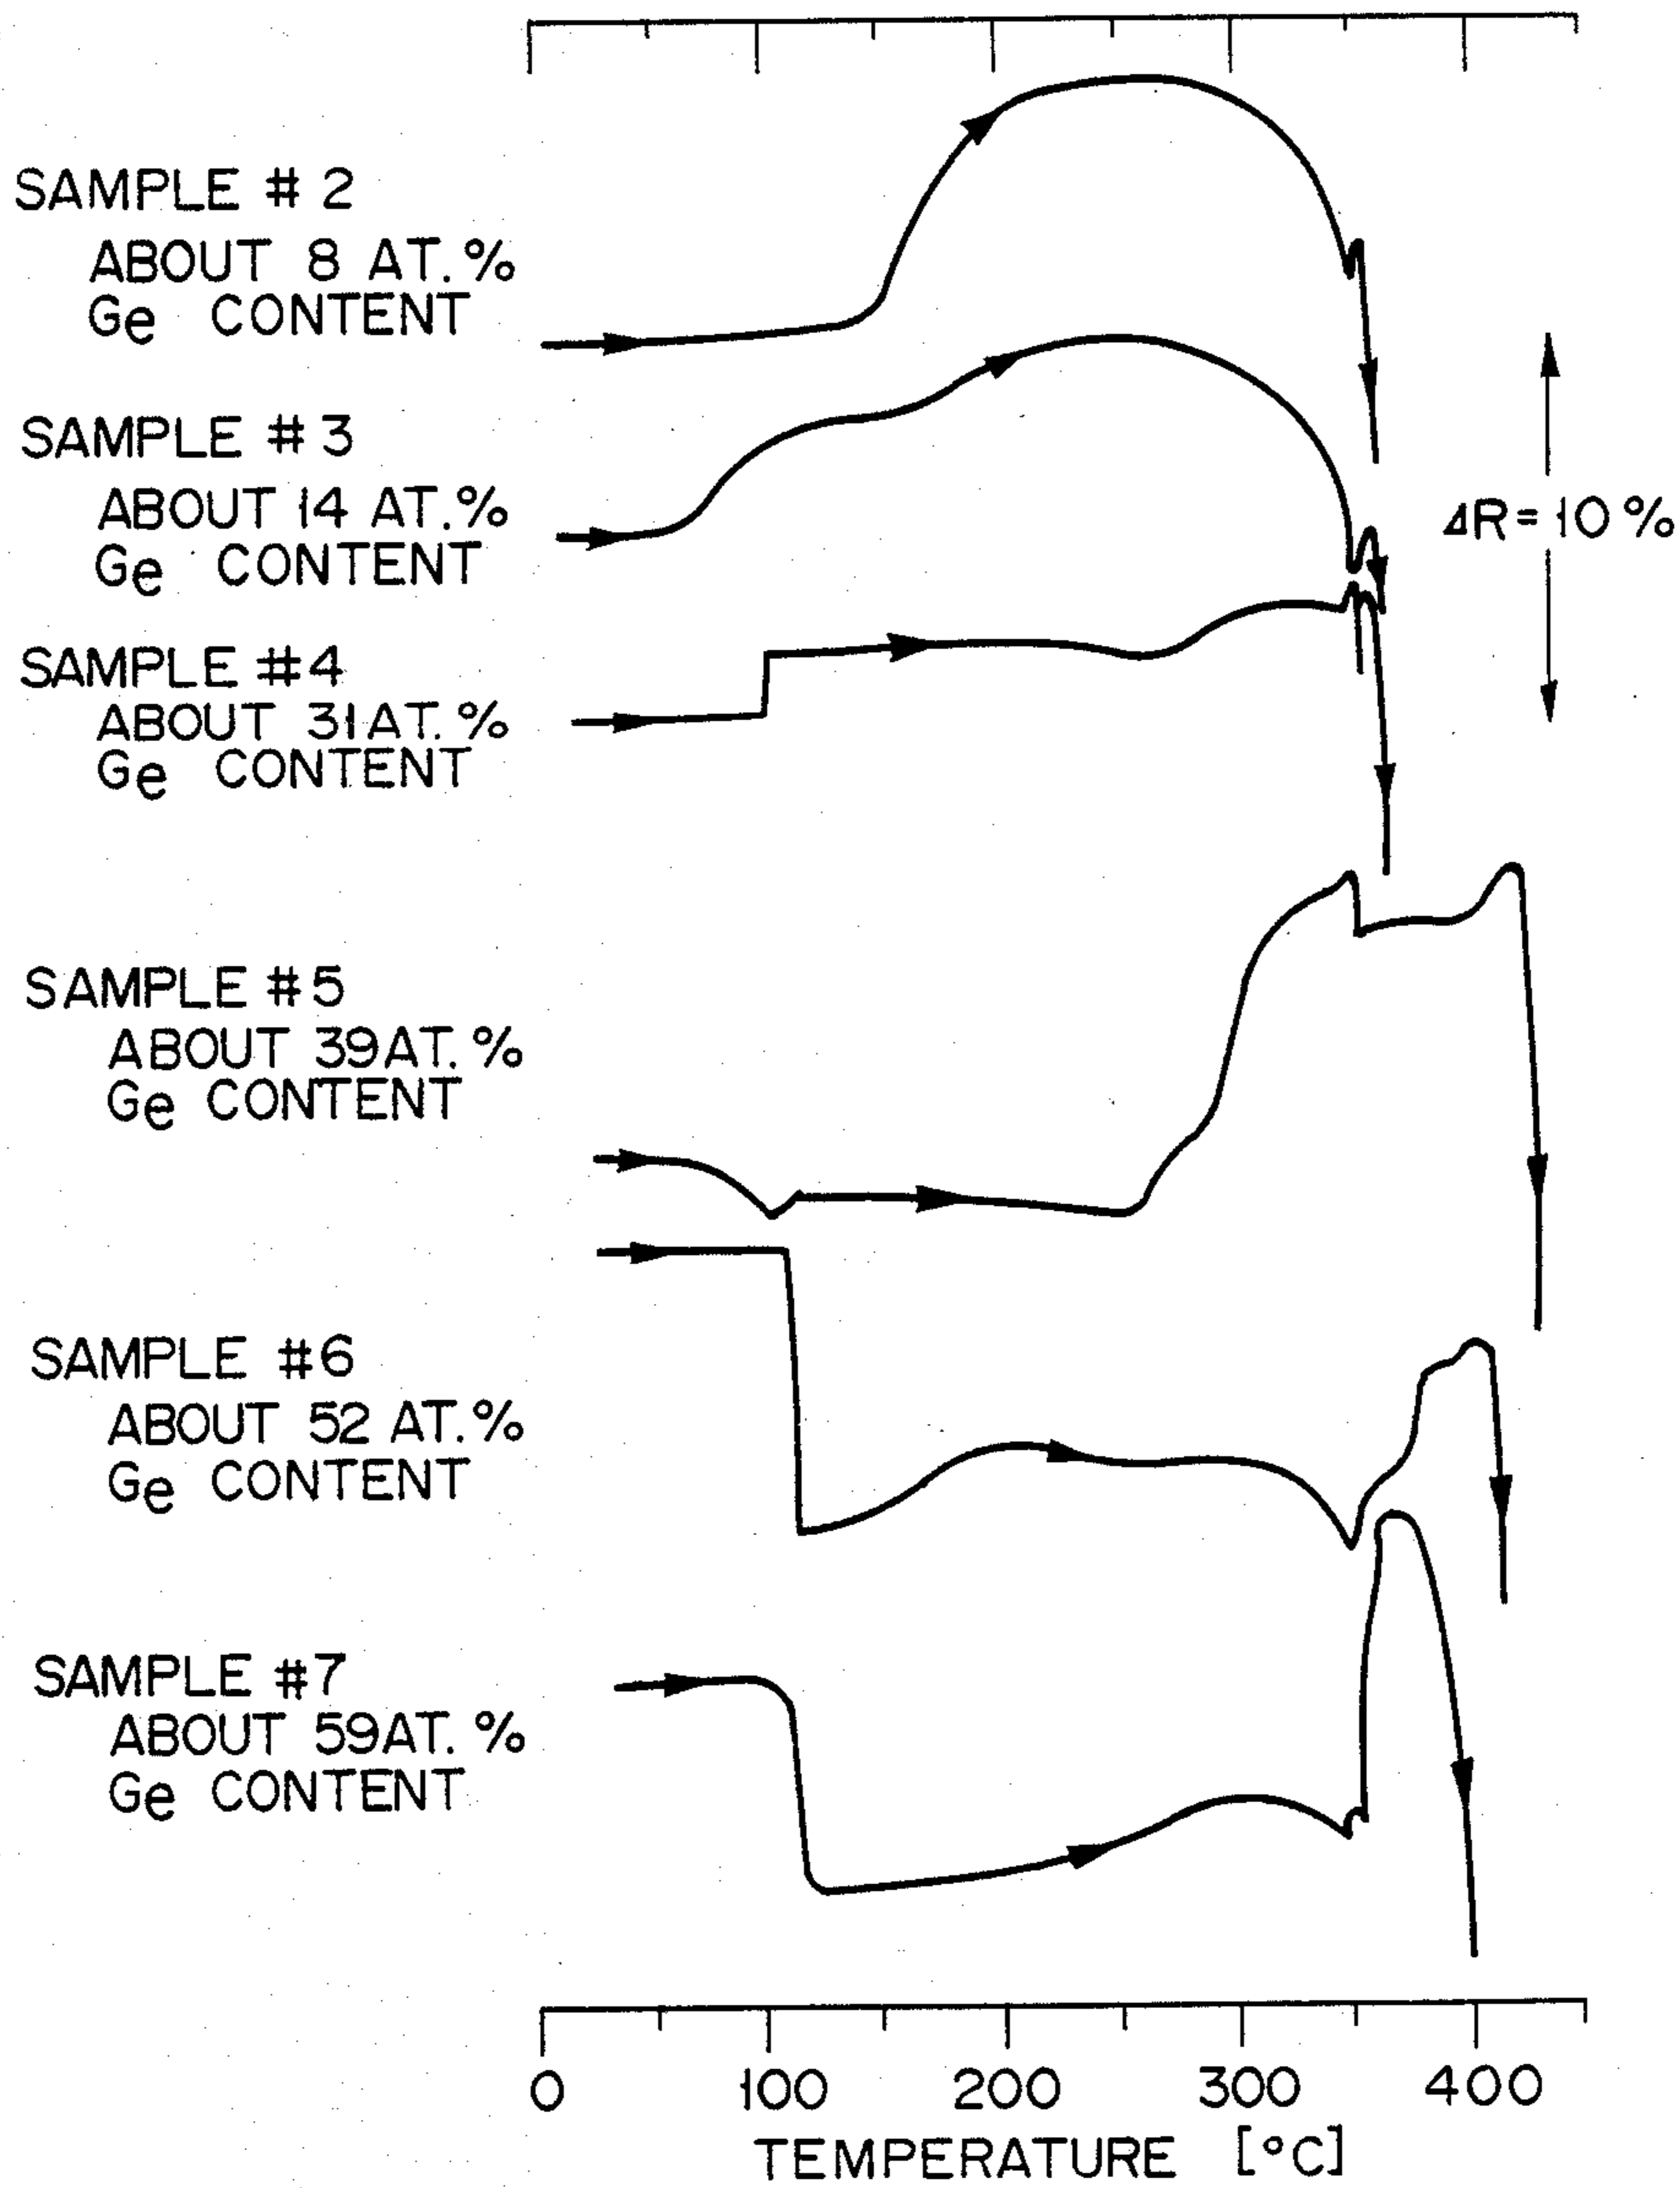 SAMPLE # 2
ABOUT 8 AT.%
Ge CONTENT
SAMPLE #3
ABOUT 14 AT.%
Ge CONTENT
ΔR= 10 %
SAMPLE #4
ABOUT 31AT.%
Ge CONTENT
SAMPLE #5
ABOUT 39AT.%
Ge CONTENT
SAMPLE #6
ABOUT 52 AT.%
Ge CONTENT
SAMPLE #7
ABOUT 59AT.%
Ge CONTENT
0 100 200 300 400
TEMPERATURE [°C]